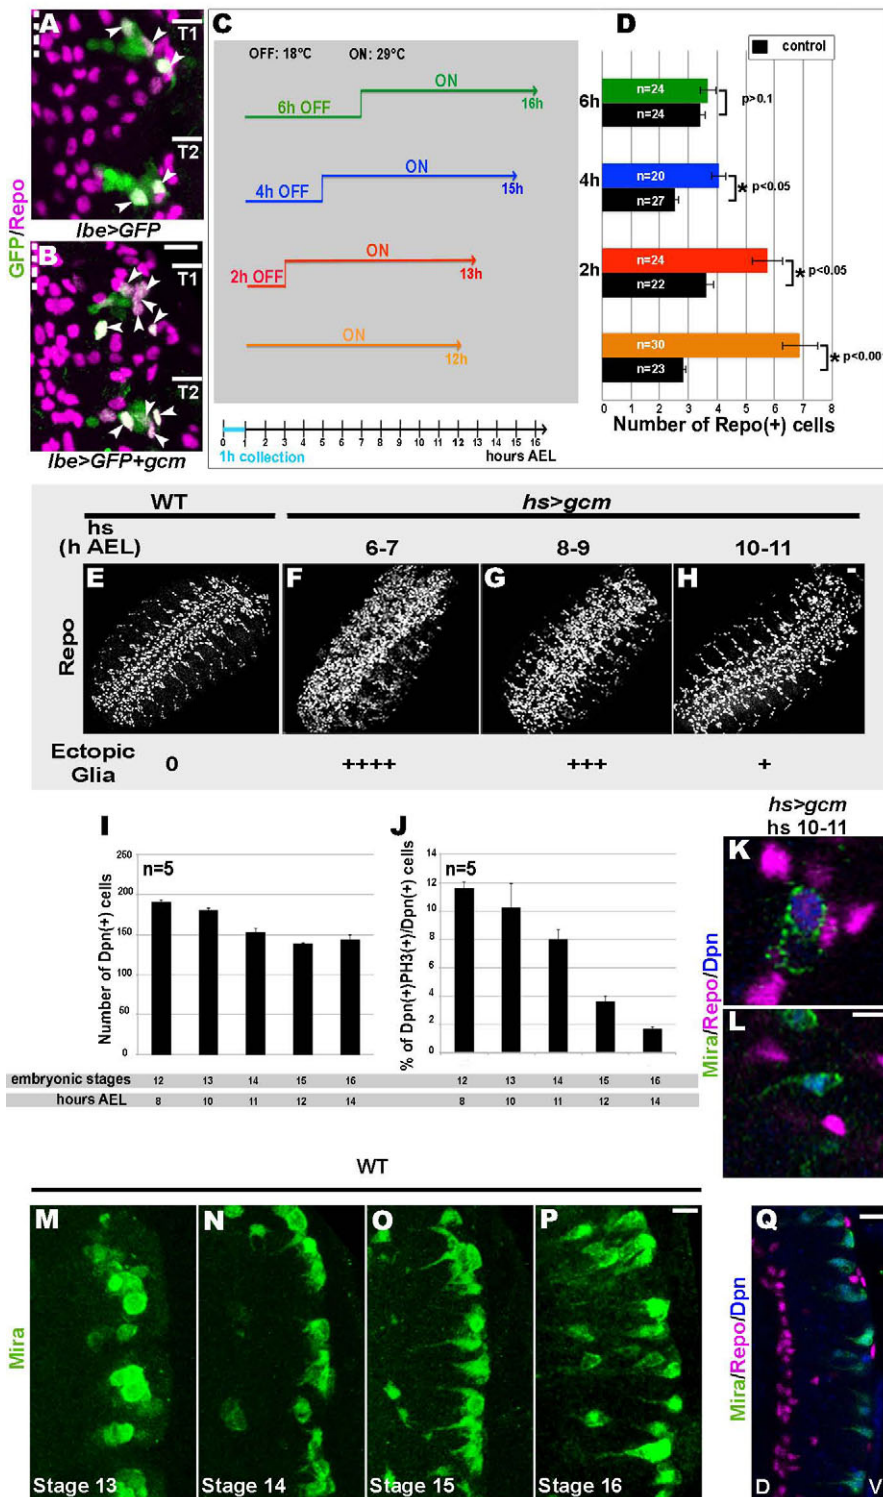 A
T1
T2
GFP/Repo
lbe>GFP
B
T1
T2
lbe>GFP+gcm
C
OFF: 18°C ON: 29°C
ON
6h OFF
16h
ON
4h OFF
15h
ON
2h OFF
13h
ON
12h
0 1 2 3 4 5 6 7 8 9 10 11 12 13 14 15 16
1h collection
hours AEL
D
control
6h
n=24
n=24
p>0.1
4h
n=20
n=27
* p<0.05
2h
n=24
n=22
* p<0.05
n=30
n=23
* p<0.00
0 1 2 3 4 5 6 7 8
Number of Repo(+) cells
WT
hs>gcm
hs
(h AEL)
6-7
8-9
10-11
E
F
G
H
Repo
Ectopic
Glia
0
++++
+++
+
I
n=5
Number of Dpn(+) cells
250
200
150
100
50
0
J
n=5
% of Dpn(+)PH3(+)/Dpn(+) cells
14
12
10
8
6
4
2
0
embryonic stages 12 13 14 15 16 12 13 14 15 16
hours AEL 8 10 11 12 14 8 10 11 12 14
hs>gcm
hs 10-11
K
L
Mira/Repo/Dpn
WT
M
N
O
P
Mira
Stage 13
Stage 14
Stage 15
Stage 16
Q
Mira/Repo/Dpn
D
V